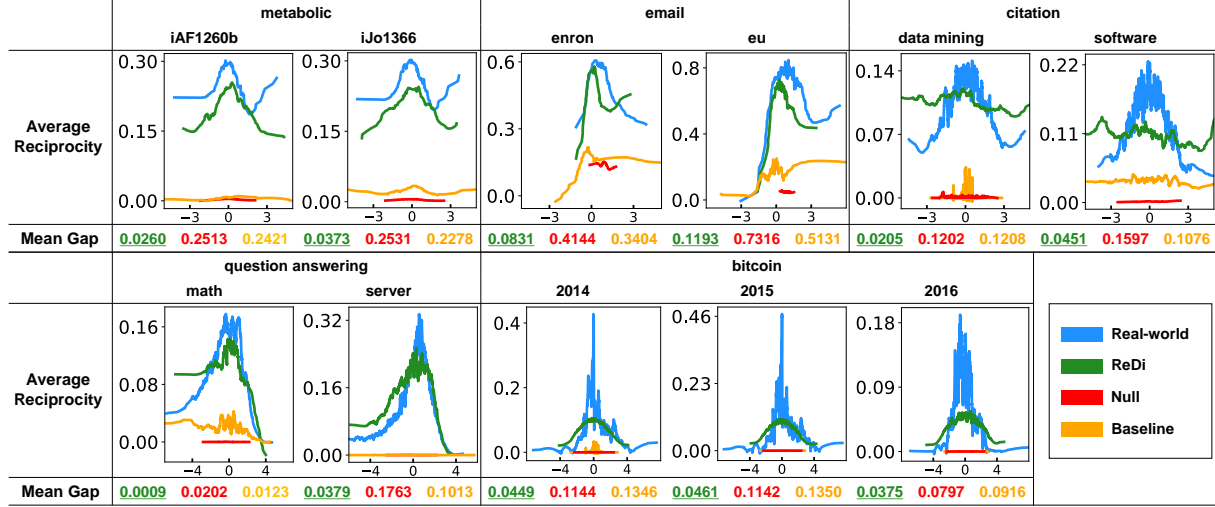 metabolic email citation
iAF1260b iJo1366 enron eu data mining software
Average Reciprocity
0.30 0.15 0.00 −3 0 3
0.30 0.15 0.00 −3 0 3
0.6 0.3 0.0 −3 0 3
0.8 0.4 0.0 −3 0 3
0.14 0.07 0.00 −3 0 3
0.22 0.11 0.00 −3 0 3
Mean Gap 0.0260 0.2513 0.2421 0.0373 0.2531 0.2278 0.0831 0.4144 0.3404 0.1193 0.7316 0.5131 0.0205 0.1202 0.1208 0.0451 0.1597 0.1076
question answering bitcoin
math server 2014 2015 2016
Average Reciprocity
0.16 0.08 0.00 −4 0 4
0.32 0.16 0.00 −4 0 4
0.4 0.2 0.0 −4 0 4
0.46 0.23 0.00 −4 0 4
0.18 0.09 0.00 −4 0 4
Real-world
ReDi
Null
Baseline
Mean Gap 0.0009 0.0202 0.0123 0.0379 0.1763 0.1013 0.0449 0.1144 0.1346 0.0461 0.1142 0.1350 0.0375 0.0797 0.0916